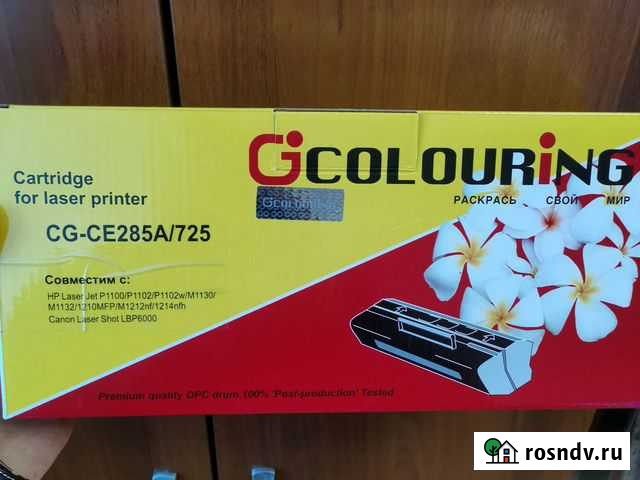 GCOLOURiNG
РАСКРАСЬ СВОЙ МИР
Gcolouring
Cartridge
for laser printer
CG-CE285A/725
Совместим с:
HP LaserJet P1100/P1102/P1102w/M1130/
M1132/1210MFP/M1212nf/1214nfh
Canon Laser Shot LBP6000
Premium quality OPC drum 100% 'Post-production' Tested
rosndv.ru